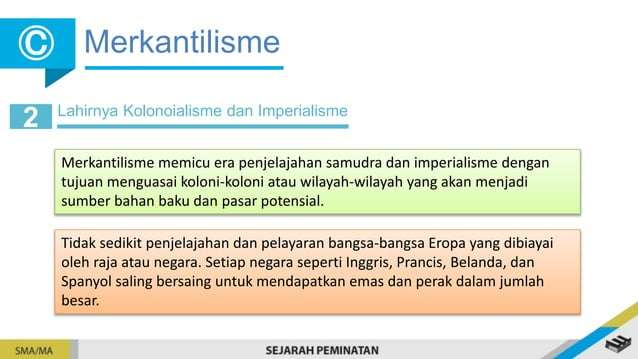 ©
Merkantilisme
2
Lahirnya Kolonoialisme dan Imperialisme
Merkantilisme memicu era penjelajahan samudra dan imperialisme dengan
tujuan menguasai koloni-koloni atau wilayah-wilayah yang akan menjadi
sumber bahan baku dan pasar potensial.
Tidak sedikit penjelajahan dan pelayaran bangsa-bangsa Eropa yang dibiayai
oleh raja atau negara. Setiap negara seperti Inggris, Prancis, Belanda, dan
Spanyol saling bersaing untuk mendapatkan emas dan perak dalam jumlah
besar.
SMA/MA
SEJARAH PEMINATAN